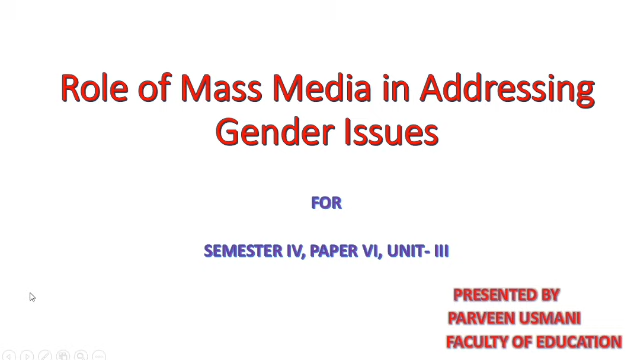 Role of Mass Media in Addressing
Gender Issues
FOR
SEMESTER IV, PAPER VI, UNIT- III
PRESENTED BY
PARVEEN USMANI
FACULTY OF EDUCATION